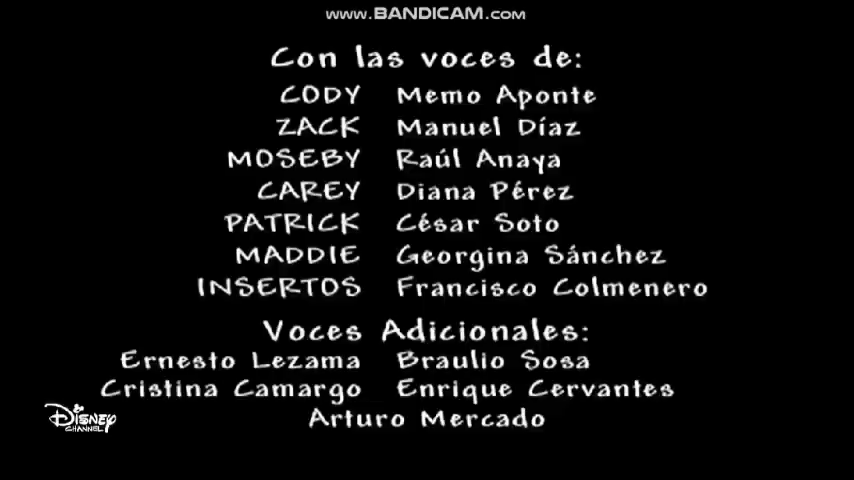 www.BANDICAM.com
Con las voces de:
CODY Memo Aponte
ZACK Manuel Díaz
MOSEBY Raúl Anaya
CAREY Diana Pérez
PATRICK César Soto
MADDIE Georgina Sánchez
INSERTOS Francisco Colmenero
Voces Adicionales:
Ernesto Lezama Braulio Sosa
Cristina Camargo Enrique Cervantes
Arturo Mercado
Disney
CHANNEL